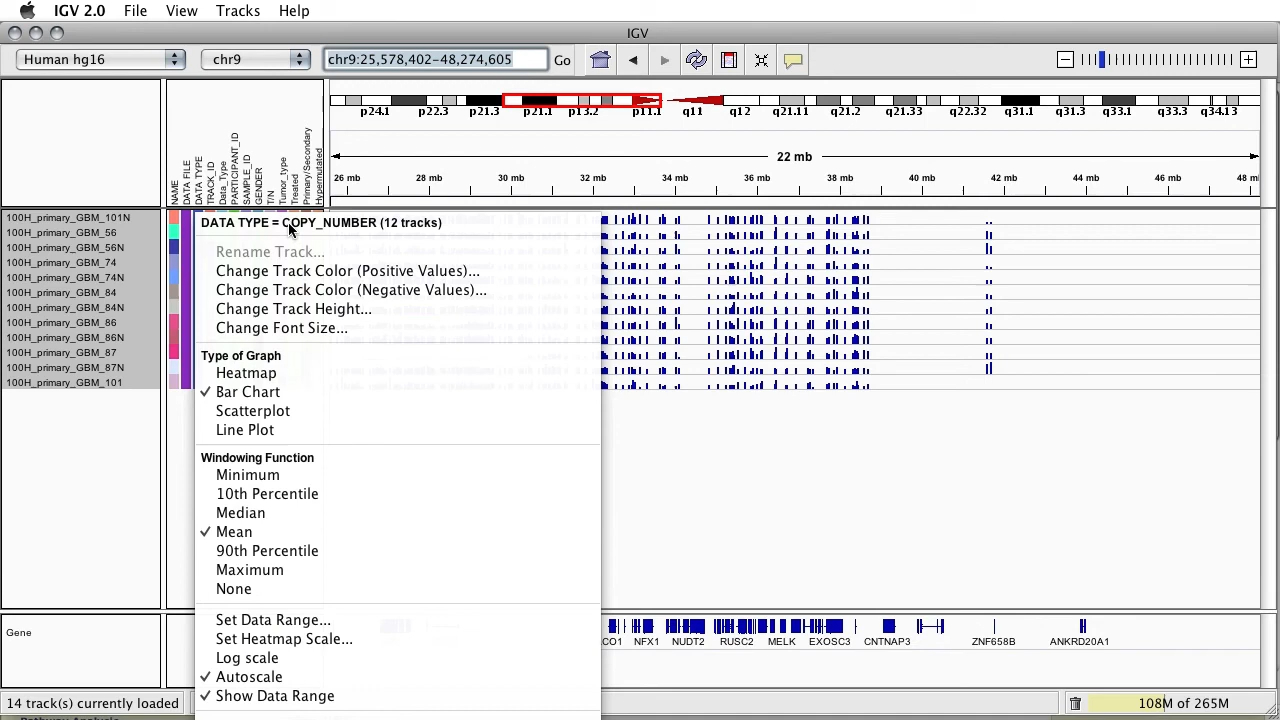 IGV 2.0 File View Tracks Help
IGV
Human hg16 chr9 chr9:25,578,402-48,274,605 Go
NAME DATA_FILE DATA_TYPE TRACK_ID Data_Type PARTICIPANT_ID SAMPLE_ID GENDER T/N Tumor_type Treated Primary/Secondary Hypermutated
p24.1 p22.3 p21.3 p21.1 p13.2 p11.1 q11 q12 q21.11 q21.2 q21.33 q22.32 q31.1 q31.3 q33.1 q33.3 q34.13
22 mb
26 mb 28 mb 30 mb 32 mb 34 mb 36 mb 38 mb 40 mb 42 mb 44 mb 46 mb 48 m
100H_primary_GBM_101N
100H_primary_GBM_56
100H_primary_GBM_56N
100H_primary_GBM_74
100H_primary_GBM_74N
100H_primary_GBM_84
100H_primary_GBM_84N
100H_primary_GBM_86
100H_primary_GBM_86N
100H_primary_GBM_87
100H_primary_GBM_87N
100H_primary_GBM_101
DATA TYPE = COPY_NUMBER (12 tracks)
Rename Track...
Change Track Color (Positive Values)...
Change Track Color (Negative Values)...
Change Track Height...
Change Font Size...
Type of Graph
Heatmap
Bar Chart
Scatterplot
Line Plot
Windowing Function
Minimum
10th Percentile
Median
Mean
90th Percentile
Maximum
None
Set Data Range...
Set Heatmap Scale...
Log scale
Autoscale
Show Data Range
Gene
CO1 NFX1 NUDT2 RUSC2 MELK EXOSC3 CNTNAP3 ZNF658B ANKRD20A1
14 track(s) currently loaded
108M of 265M